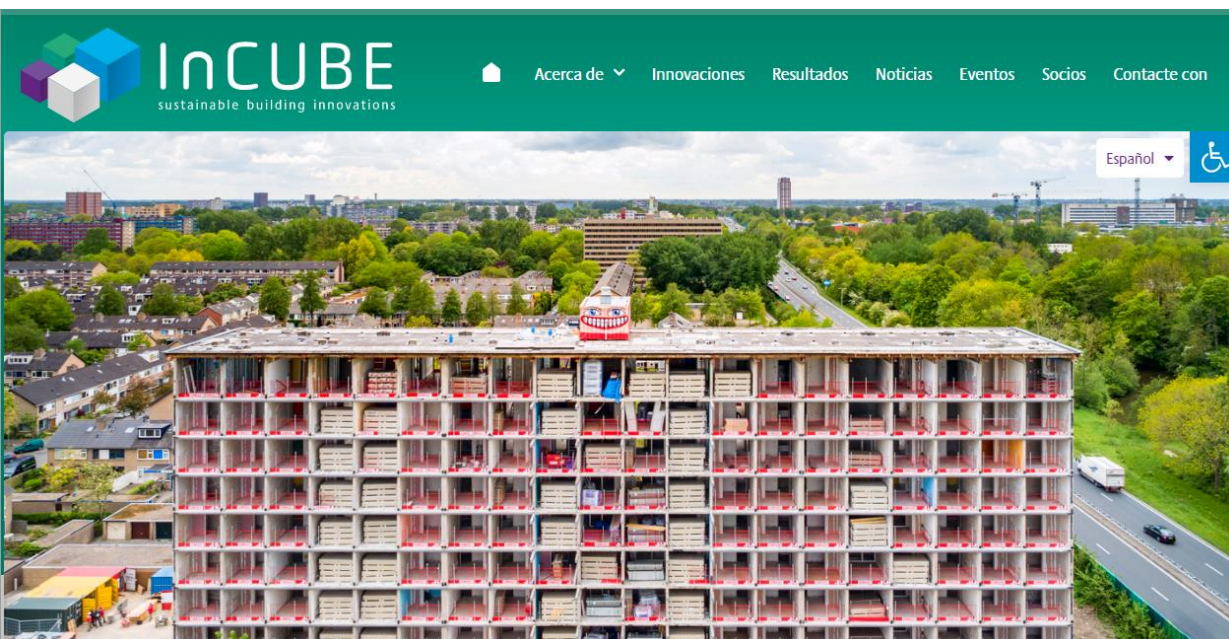 InCUBE
sustainable building innovations
Acerca de
Innovaciones
Resultados
Noticias
Eventos
Socios
Contacte con
Español